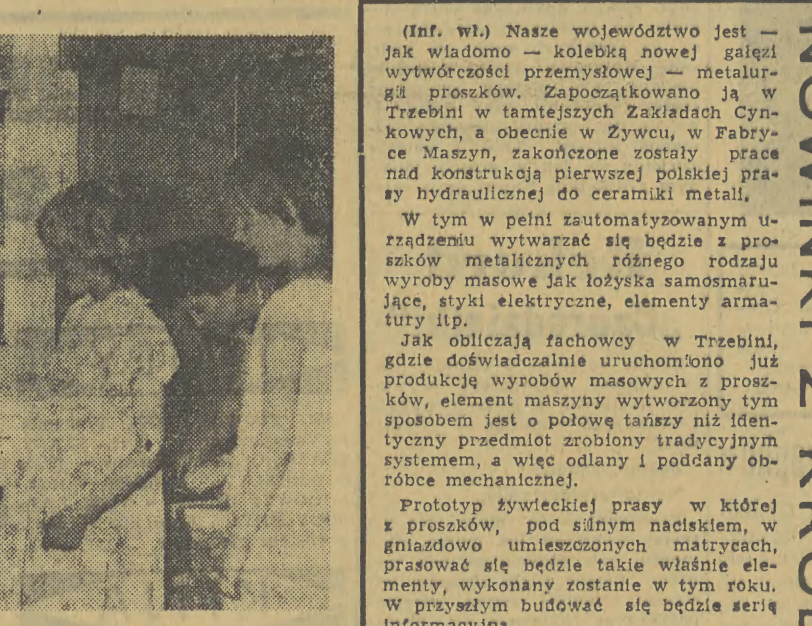 (Inf. wł.) Nasze województwo jest —
jak wiadomo — kolebką nowej gałęzi
wytwórczości przemysłowej — metalur-
gii proszków. Zapoczątkowano ją w
Trzebini w tamtejszych Zakładach Cyn-
kowych, a obecnie w Żywcu, w Fabry-
ce Maszyn, zakończone zostały prace
nad konstrukcją pierwszej polskiej pra-
sy hydraulicznej do ceramiki metali.
W tym w pełni zautomatyzowanym u-
rządzeniu wytwarzać się będzie z pro-
szków metalicznych różnego rodzaju
wyroby masowe jak łożyska samosmaru-
jące, styki elektryczne, elementy arma-
tury itp.
Jak obliczają fachowcy w Trzebini,
gdzie doświadczalnie uruchomiono już
produkcję wyrobów masowych z prosz-
ków, element maszyny wytworzony tym
sposobem jest o połowę tańszy niż iden-
tyczny przedmiot zrobiony tradycyjnym
systemem, a więc odlany i poddany ob-
róbce mechanicznej.
Prototyp żywieckiej prasy w której
z proszków, pod silnym naciskiem, w
gniazdowo umieszczonych matrycach,
prasować się będzie takie właśnie ele-
menty, wykonany zostanie w tym roku.
W przyszłym budować się będzie serię
informacyjną.
NOWINKI Z